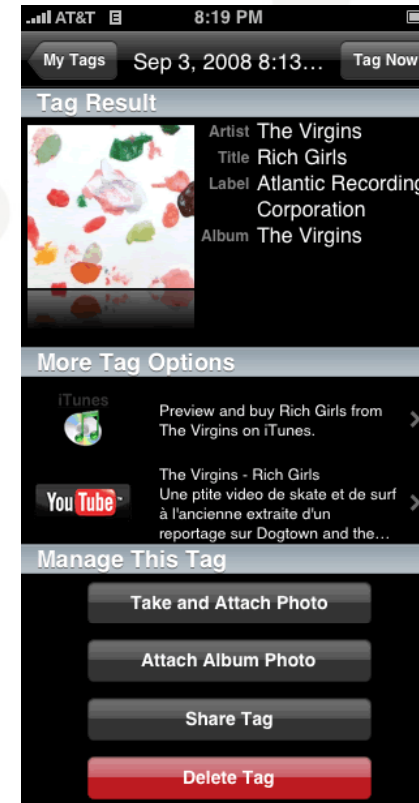 AT&T E 8:19 PM
My Tags Sep 3, 2008 8:13... Tag Now
Tag Result
Artist The Virgins
Title Rich Girls
Label Atlantic Recording
Corporation
Album The Virgins
More Tag Options
iTunes
Preview and buy Rich Girls from
The Virgins on iTunes.
YouTube
The Virgins - Rich Girls
Une ptite video de skate et de surf
à l'ancienne extraite d'un
reportage sur Dogtown and the...
Manage This Tag
Take and Attach Photo
Attach Album Photo
Share Tag
Delete Tag